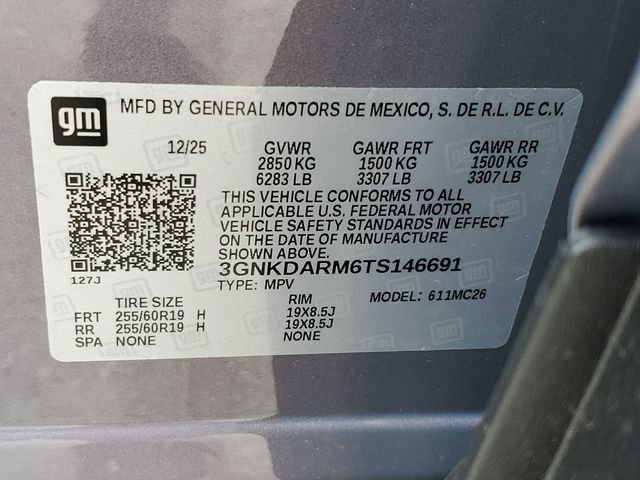 gm
MFD BY GENERAL MOTORS DE MEXICO, S. DE R.L. DE C.V.
12/25 GVWR GAWR FRT GAWR RR
2850 KG 1500 KG 1500 KG
6283 LB 3307 LB 3307 LB
THIS VEHICLE CONFORMS TO ALL
APPLICABLE U.S. FEDERAL MOTOR
VEHICLE SAFETY STANDARDS IN EFFECT
ON THE DATE OF MANUFACTURE
SHOWN ABOVE.
3GNKDARM6TS146691
127J
TYPE: MPV MODEL: 611MC26
TIRE SIZE RIM
FRT 255/60R19 H 19X8.5J
RR 255/60R19 H 19X8.5J
SPA NONE NONE